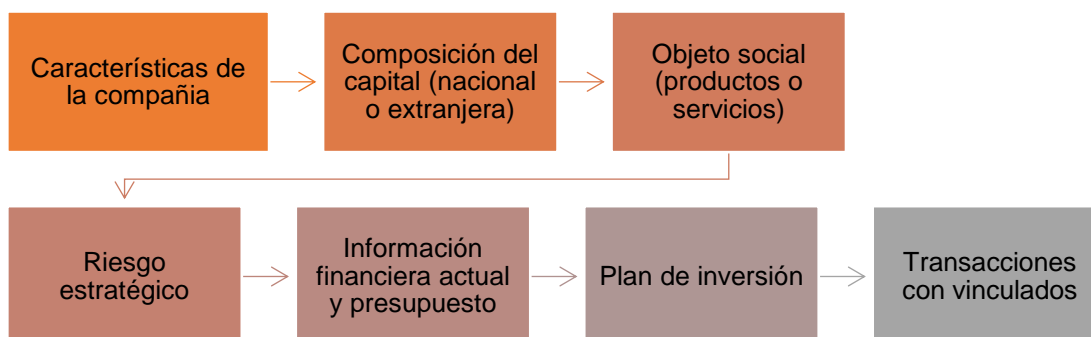 Características de
la compañia
Composición del
capital (nacional
o extranjera)
Objeto social
(productos o
servicios)
Riesgo
estratégico
Información
financiera actual
y presupuesto
Plan de inversión
Transacciones
con vinculados